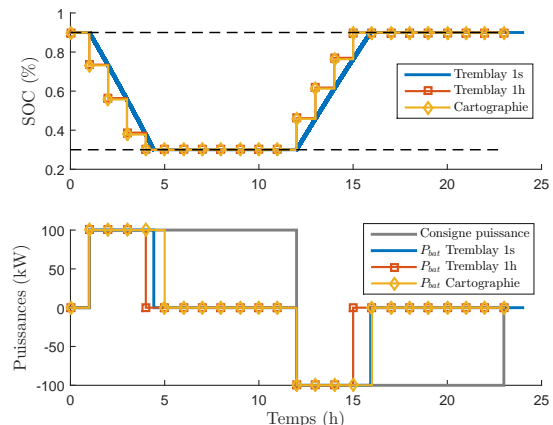 1
0.8
0.6
0.4
0.2
SOC (%)
0 5 10 15 20 25
Tremblay 1s
Tremblay 1h
Cartographie
100
50
0
-50
-100
Puissances (kW)
Consigne puissance
P_bat Tremblay 1s
P_bat Tremblay 1h
P_bat Cartographie
0 5 10 15 20 25
Temps (h)